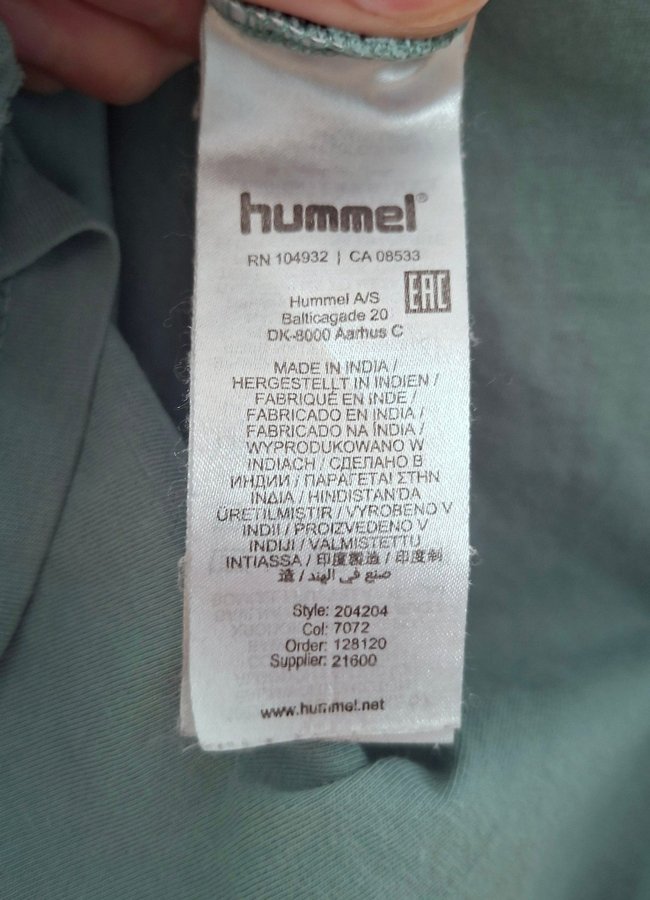 hummel®
RN 104932 | CA 08533
EAC
Hummel A/S
Balticagade 20
DK-8000 Aarhus C
MADE IN INDIA /
HERGESTELLT IN INDIEN /
FABRIQUÉ EN INDE /
FABRICADO EN INDIA /
FABRICADO NA ÍNDIA /
WYPRODUKOWANO W
INDIACH / СДЕЛАНО В
ИНДИИ / ΠΑΡΑΓΕΤΑΙ ΣΤΗΝ
ΙΝΔΙΑ / HINDISTAN'DA
ÜRETILMISTIR / VYROBENO V
INDII / PROIZVEDENO V
INDIJI / VALMISTETTU
INTIASSA / 印度製造 / 印度制
造 / صنع في الهند
Style: 204204
Col: 7072
Order: 128120
Supplier: 21600
www.hummel.net